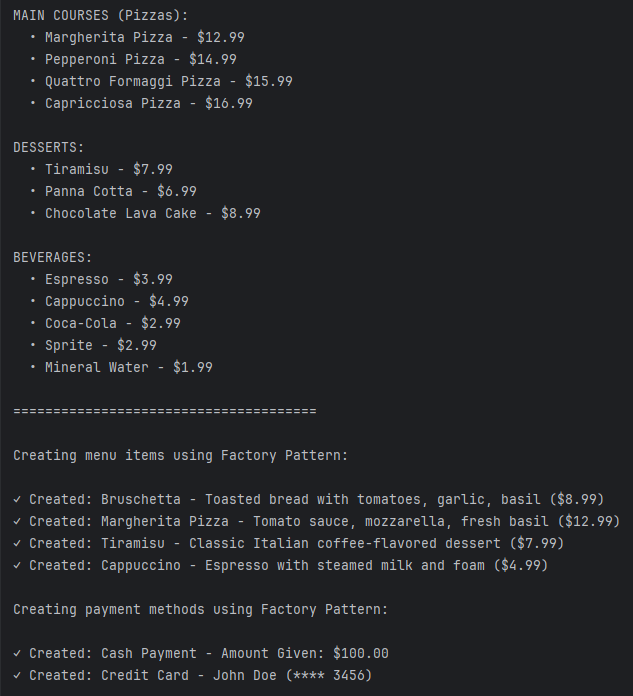 MAIN COURSES (Pizzas):
• Margherita Pizza - $12.99
• Pepperoni Pizza - $14.99
• Quattro Formaggi Pizza - $15.99
• Capricciosa Pizza - $16.99
DESSERTS:
• Tiramisu - $7.99
• Panna Cotta - $6.99
• Chocolate Lava Cake - $8.99
BEVERAGES:
• Espresso - $3.99
• Cappuccino - $4.99
• Coca-Cola - $2.99
• Sprite - $2.99
• Mineral Water - $1.99
======================================
Creating menu items using Factory Pattern:
✓ Created: Bruschetta - Toasted bread with tomatoes, garlic, basil ($8.99)
✓ Created: Margherita Pizza - Tomato sauce, mozzarella, fresh basil ($12.99)
✓ Created: Tiramisu - Classic Italian coffee-flavored dessert ($7.99)
✓ Created: Cappuccino - Espresso with steamed milk and foam ($4.99)
Creating payment methods using Factory Pattern:
✓ Created: Cash Payment - Amount Given: $100.00
✓ Created: Credit Card - John Doe (**** 3456)